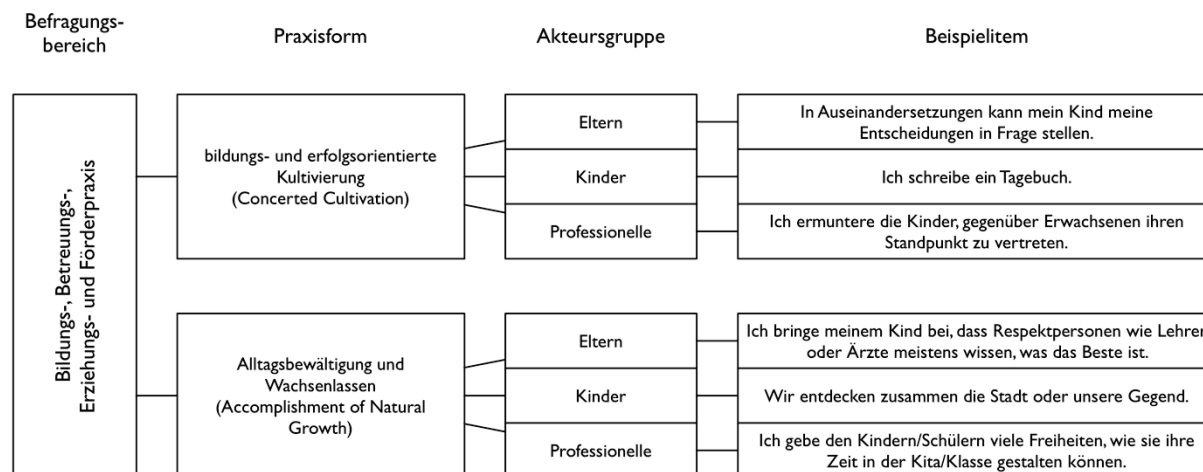 Befragungs-
bereich
Praxisform
Akteursgruppe
Beispielitem
Bildungs-, Betreuungs-,
Erziehungs- und Förderpraxis
bildungs- und erfolgsorientierte
Kultivierung
(Concerted Cultivation)
Eltern
In Auseinandersetzungen kann mein Kind meine
Entscheidungen in Frage stellen.
Kinder
Ich schreibe ein Tagebuch.
Professionelle
Ich ermuntere die Kinder, gegenüber Erwachsenen ihren
Standpunkt zu vertreten.
Alltagsbewältigung und
Wachsenlassen
(Accomplishment of Natural
Growth)
Eltern
Ich bringe meinem Kind bei, dass Respektpersonen wie Lehrer
oder Ärzte meistens wissen, was das Beste ist.
Kinder
Wir entdecken zusammen die Stadt oder unsere Gegend.
Professionelle
Ich gebe den Kindern/Schülern viele Freiheiten, wie sie ihre
Zeit in der Kita/Klasse gestalten können.